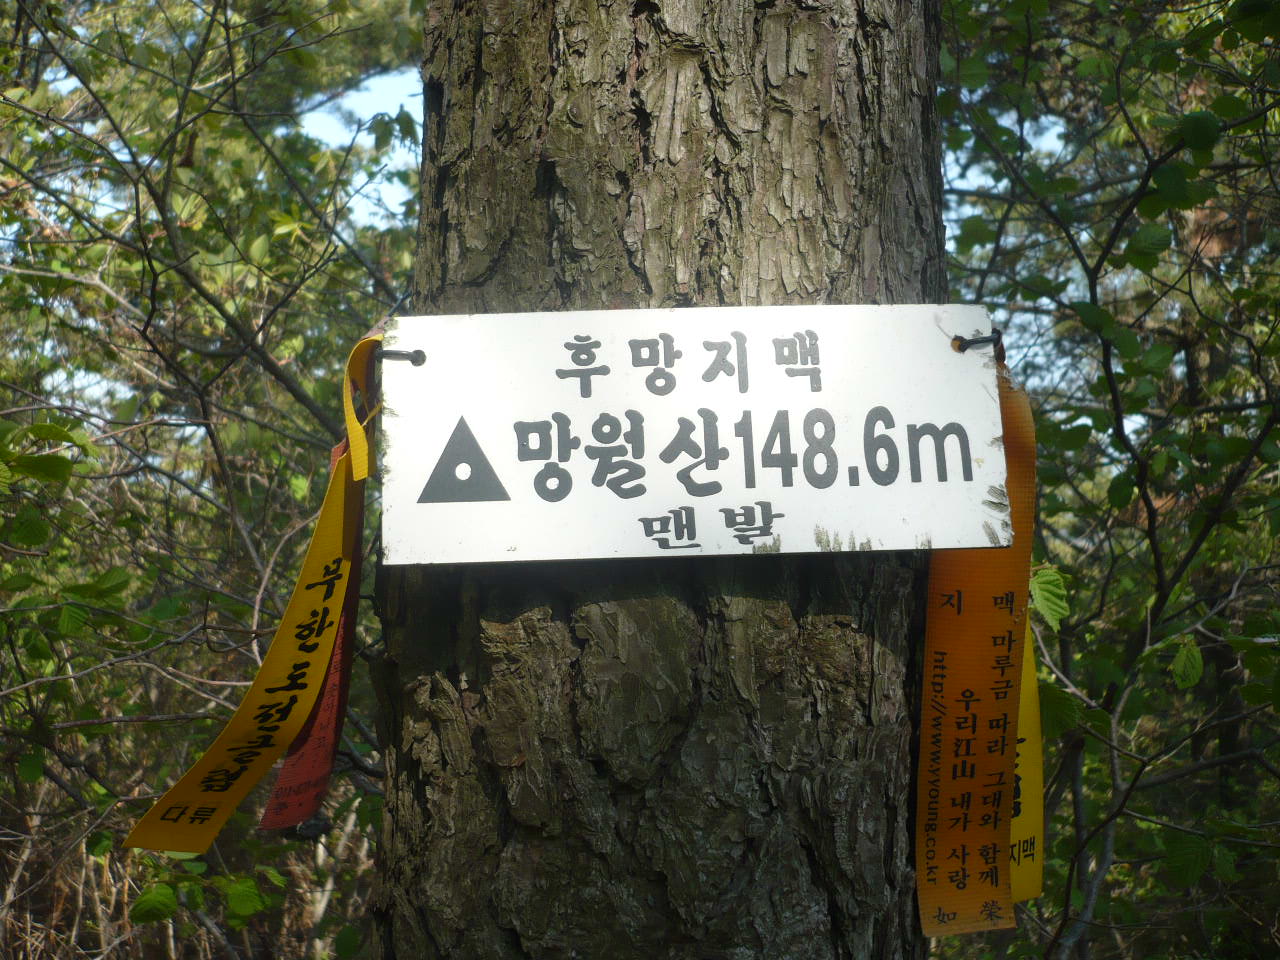 후망지맥
망월산148.6m
맨발
무한도전클럽
다류
지맥 마루금 따라 그대와 함께
우리江山 내가 사랑
http://www.yyoung.co.kr
如榮
지맥